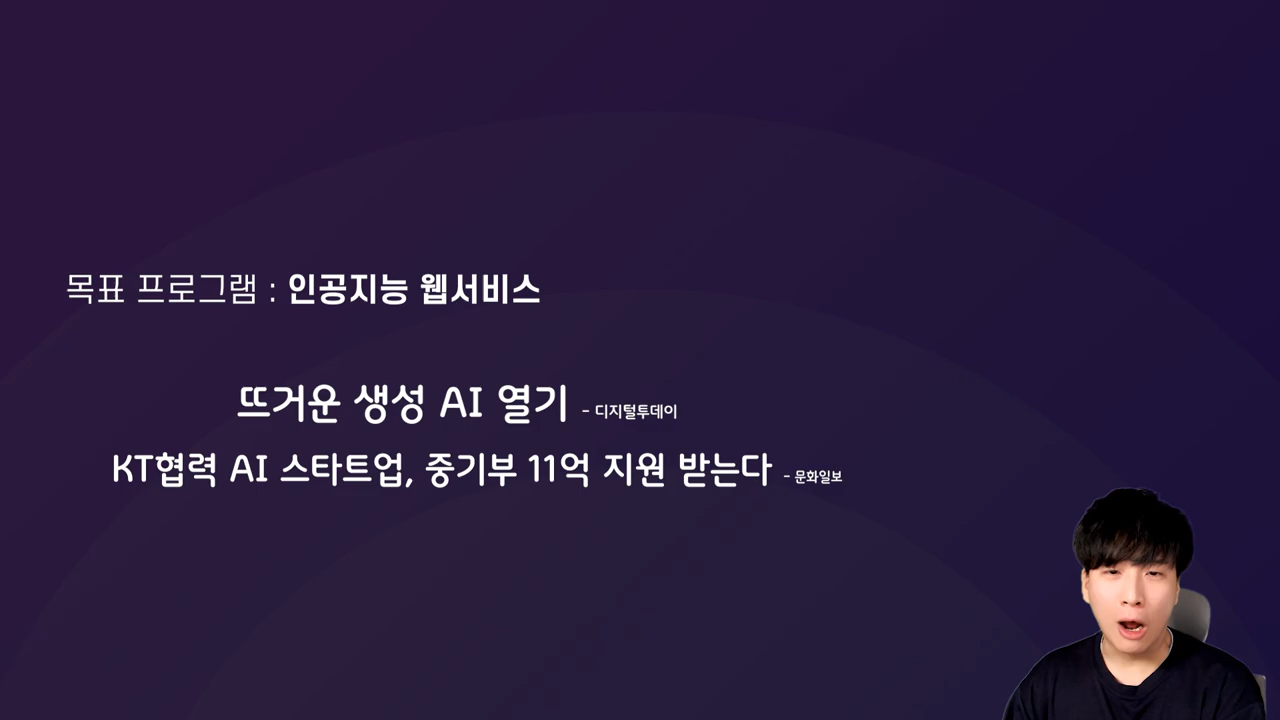 목표 프로그램 : 인공지능 웹서비스
뜨거운 생성 AI 열기 - 디지털투데이
KT협력 AI 스타트업, 중기부 11억 지원 받는다 - 문화일보